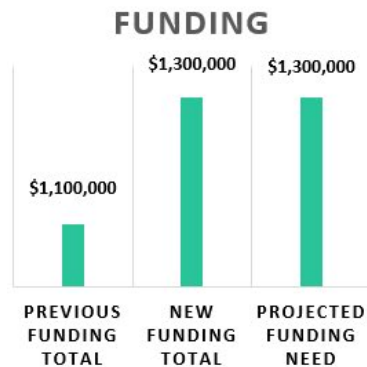 FUNDING
$1,300,000
$1,300,000
$1,100,000
PREVIOUS FUNDING TOTAL
NEW FUNDING TOTAL
PROJECTED FUNDING NEED